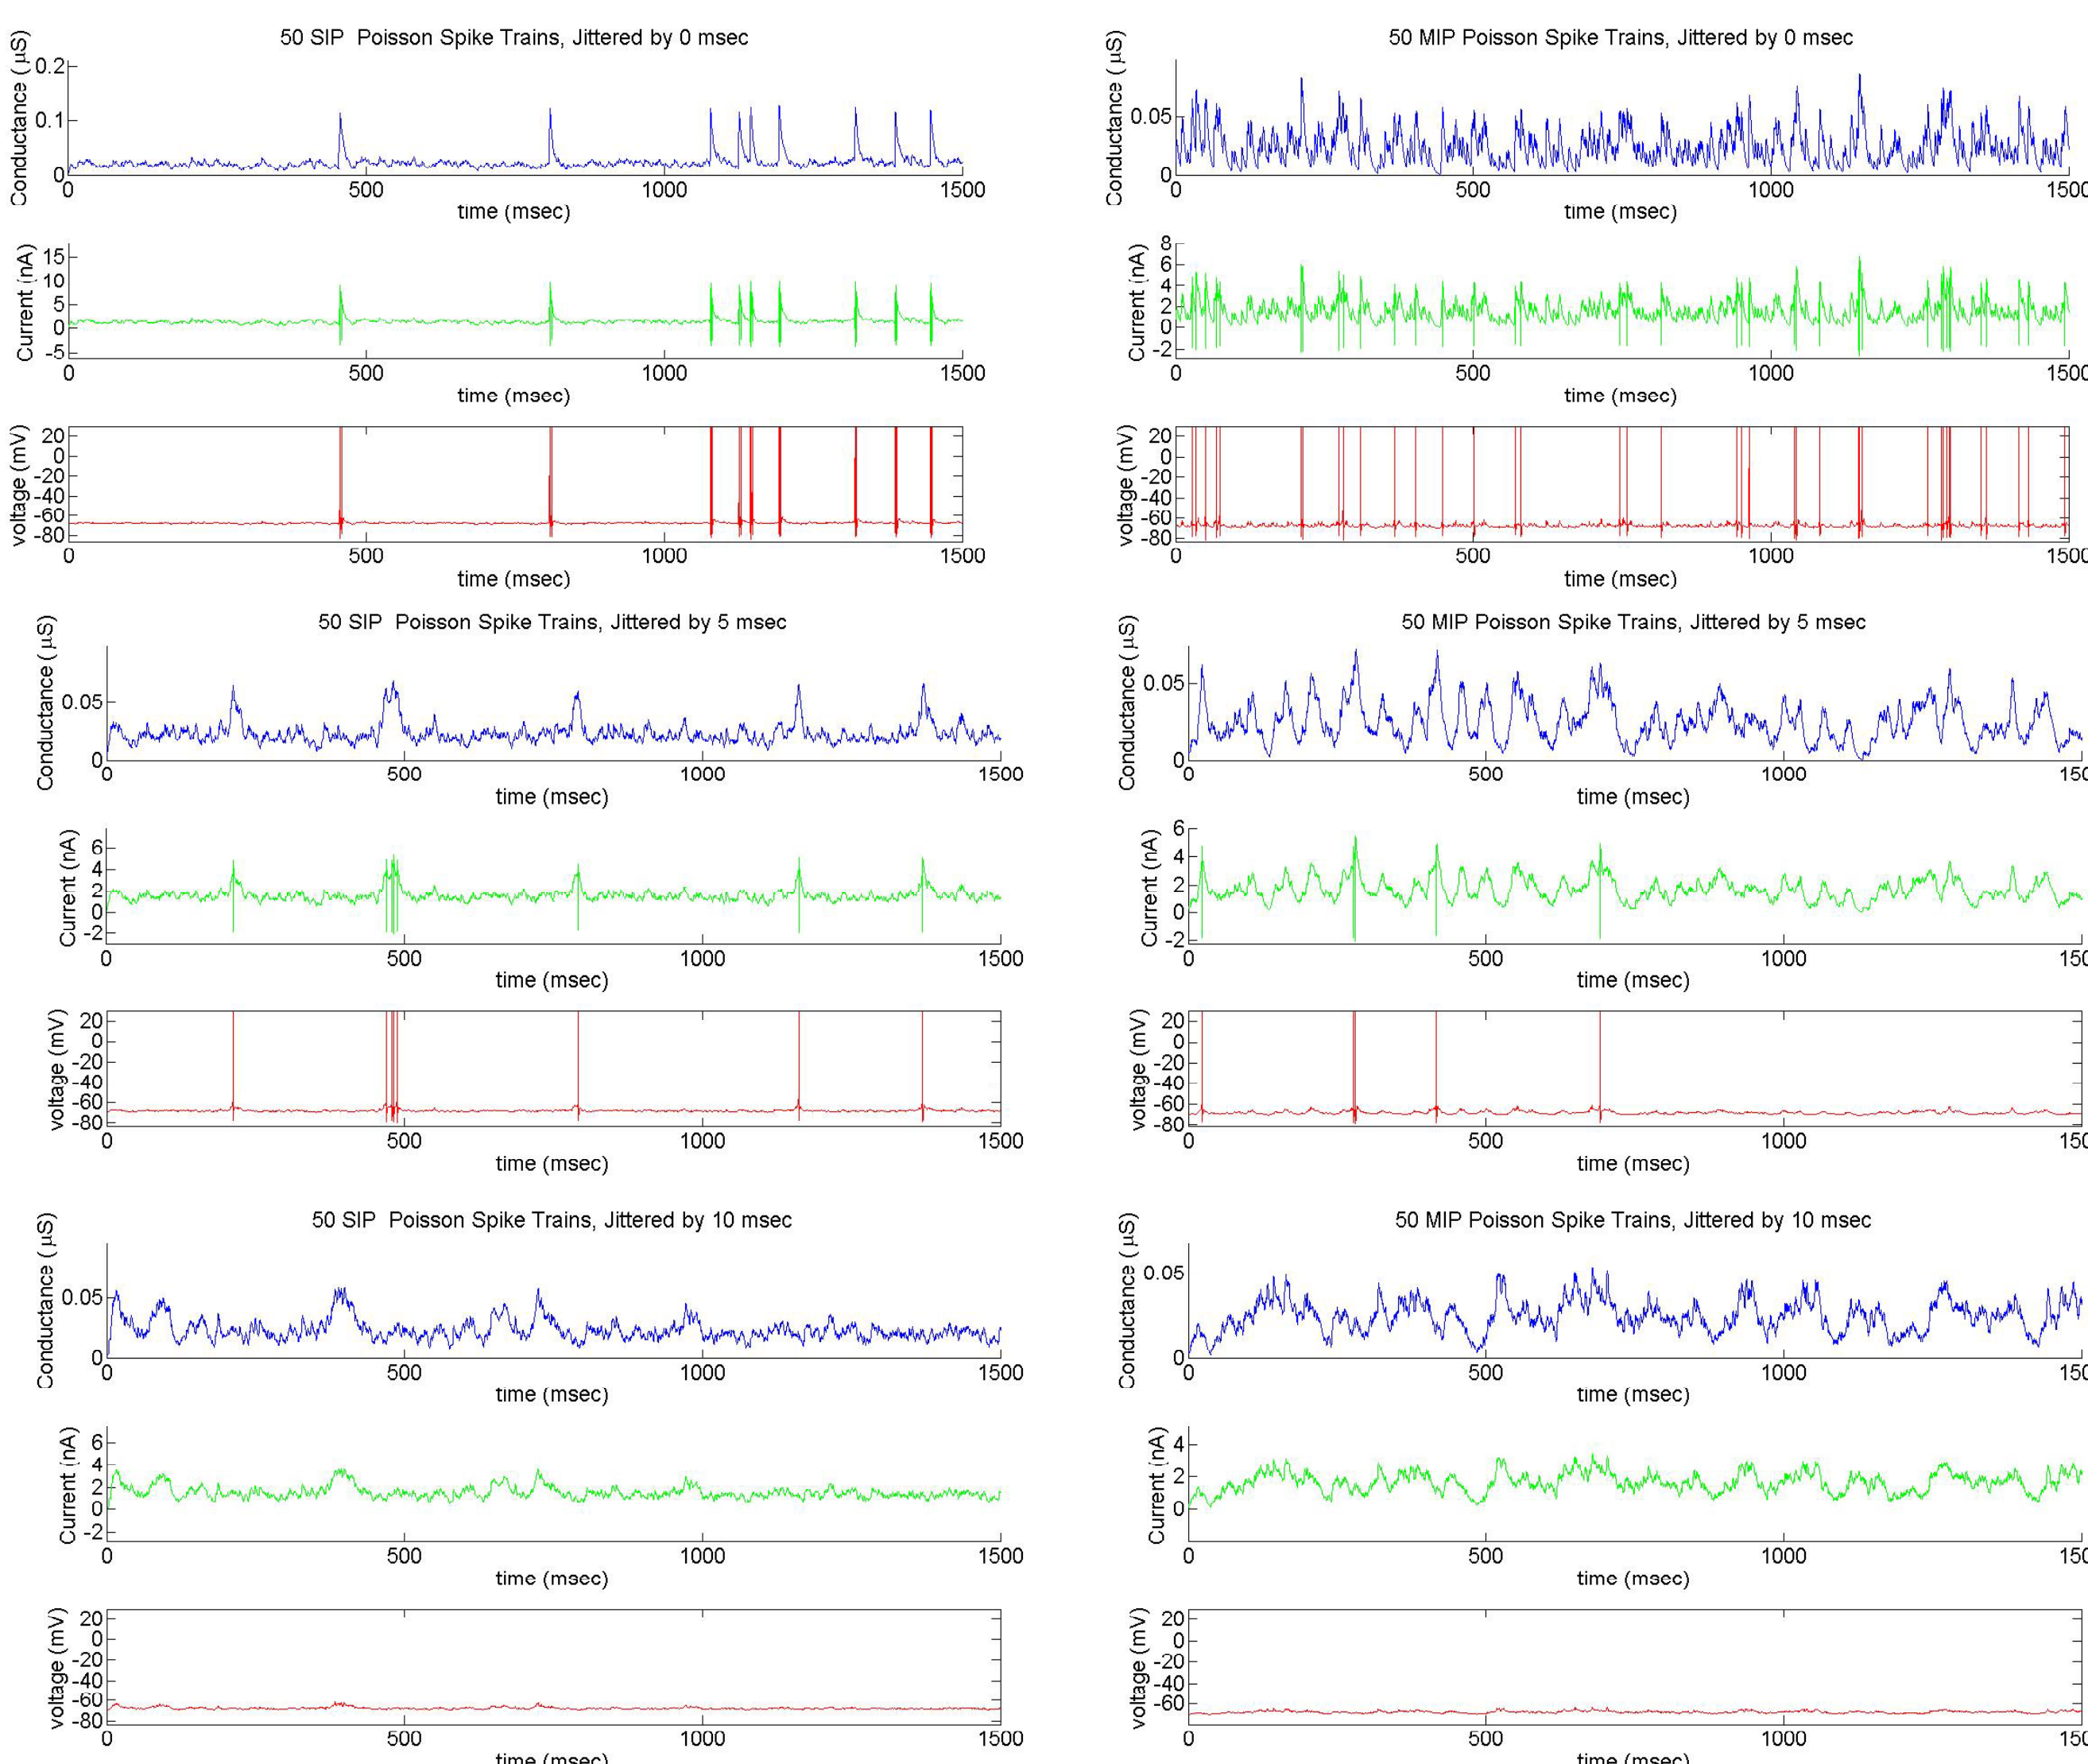 50 SIP  Poisson Spike Trains, Jittered by 0 msec
Conductance ( μS)
0.2
0.1
0
0 500 1000 1500
time (msec)
Current (nA)
15
10
5
0
-5
0 500 1000 1500
time (msec)
voltage (mV)
20
0
-20
-40
-60
-80
0 500 1000 1500
time (msec)
50 MIP Poisson Spike Trains, Jittered by 0 msec
Conductance ( μS)
0.05
0
0 500 1000 1500
time (msec)
Current (nA)
8
6
4
2
0
-2
0 500 1000 1500
time (msec)
voltage (mV)
20
0
-20
-40
-60
-80
0 500 1000 1500
time (msec)
50 SIP  Poisson Spike Trains, Jittered by 5 msec
Conductance ( μS)
0.05
0
0 500 1000 1500
time (msec)
Current (nA)
6
4
2
0
-2
0 500 1000 1500
time (msec)
voltage (mV)
20
0
-20
-40
-60
-80
0 500 1000 1500
time (msec)
50 MIP Poisson Spike Trains, Jittered by 5 msec
Conductance ( μS)
0.05
0
0 500 1000 150
time (msec)
Current (nA)
6
4
2
0
-2
0 500 1000 150
time (msec)
voltage (mV)
20
0
-20
-40
-60
-80
0 500 1000 150
time (msec)
50 SIP  Poisson Spike Trains, Jittered by 10 msec
Conductance ( μS)
0.05
0
0 500 1000 1500
time (msec)
Current (nA)
6
4
2
0
-2
0 500 1000 1500
time (msec)
voltage (mV)
20
0
-20
-40
-60
-80
0 500 1000 1500
time (msec)
50 MIP Poisson Spike Trains, Jittered by 10 msec
Conductance ( μS)
0.05
0
0 500 1000 150
time (msec)
Current (nA)
4
2
0
0 500 1000 150
time (msec)
voltage (mV)
20
0
-20
-40
-60
0 500 1000 150
time (msec)